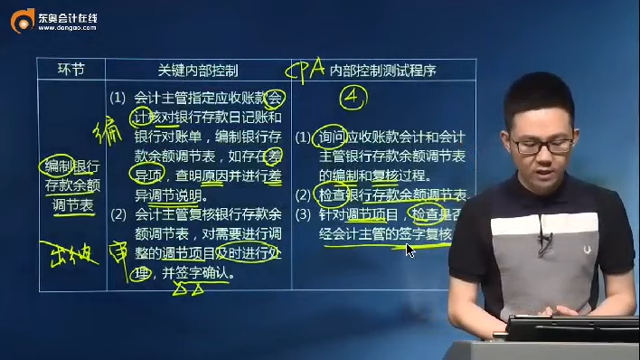 东奥会计在线
www.dongao.com
环节
关键内部控制
CPA 内部控制测试程序
④
编制银行
存款余额
调节表
出纳
编
审
(1) 会计主管指定应收账款会
计核对银行存款日记账和
银行对账单，编制银行存
款余额调节表，如存在差
异项，查明原因并进行差
异调节说明。
(2) 会计主管复核银行存款余
额调节表，对需要进行调
整的调节项目及时进行处
理，并签字确认。
(1) 询问应收账款会计和会计
主管银行存款余额调节表
的编制和复核过程。
(2) 检查银行存款余额调节表
(3) 针对调节项目，检查是否
经会计主管的签字复核